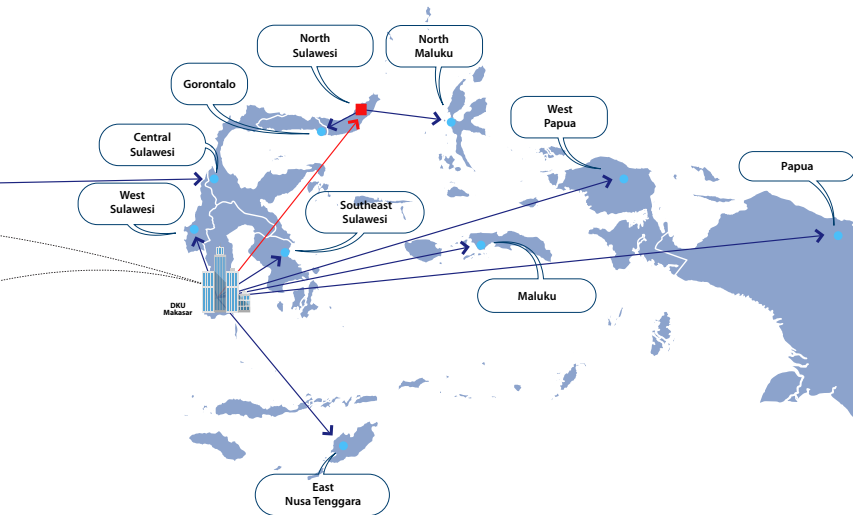 North
Sulawesi
North
Maluku
Gorontalo
West
Papua
Central
Sulawesi
Papua
West
Sulawesi
Southeast
Sulawesi
Maluku
DKU
Makasar
East
Nusa Tenggara